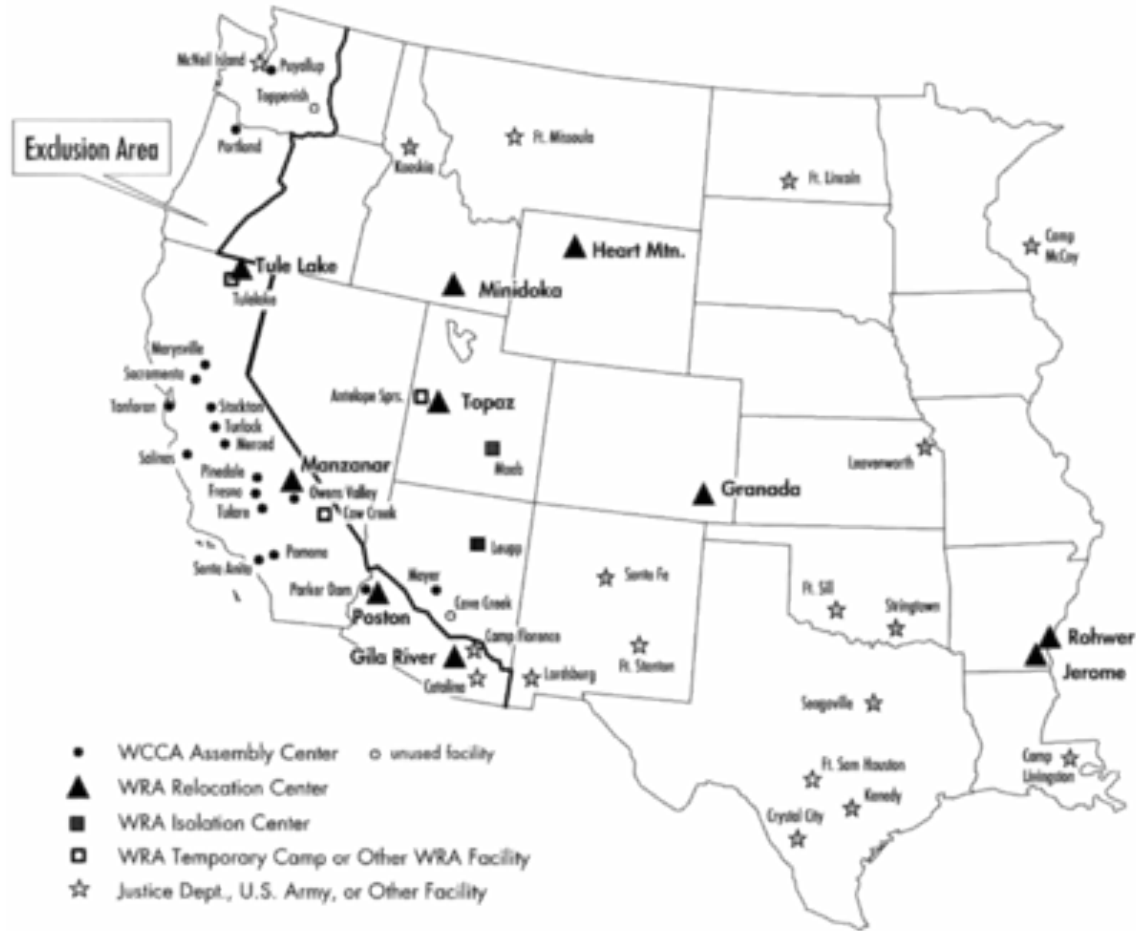 McNeil Island
Puyallup
Toppenish
Portland
Exclusion Area
Kooskia
Ft. Missoula
Ft. Lincoln
Camp
McCoy
Heart Mtn.
Tule Lake
Tulelake
Minidoka
Marysville
Sacramento
Tanforan
Stockton
Turlock
Merced
Salinas
Pinedale
Fresno
Tulare
Manzanar
Owens Valley
Cow Creek
Antelope Sprs.
Topaz
Moab
Leavenworth
Granada
Santa Anita
Pomona
Leupp
Parker Dam
Mayer
Cave Creek
Poston
Camp Florence
Gila River
Catalina
Lordsburg
Santa Fe
Ft. Stanton
Ft. Sill
Stringtown
Rohwer
Jerome
Seagoville
Ft. Sam Houston
Kenedy
Crystal City
Camp
Livingston
WCCA Assembly Center
unused facility
WRA Relocation Center
WRA Isolation Center
WRA Temporary Camp or Other WRA Facility
Justice Dept., U.S. Army, or Other Facility